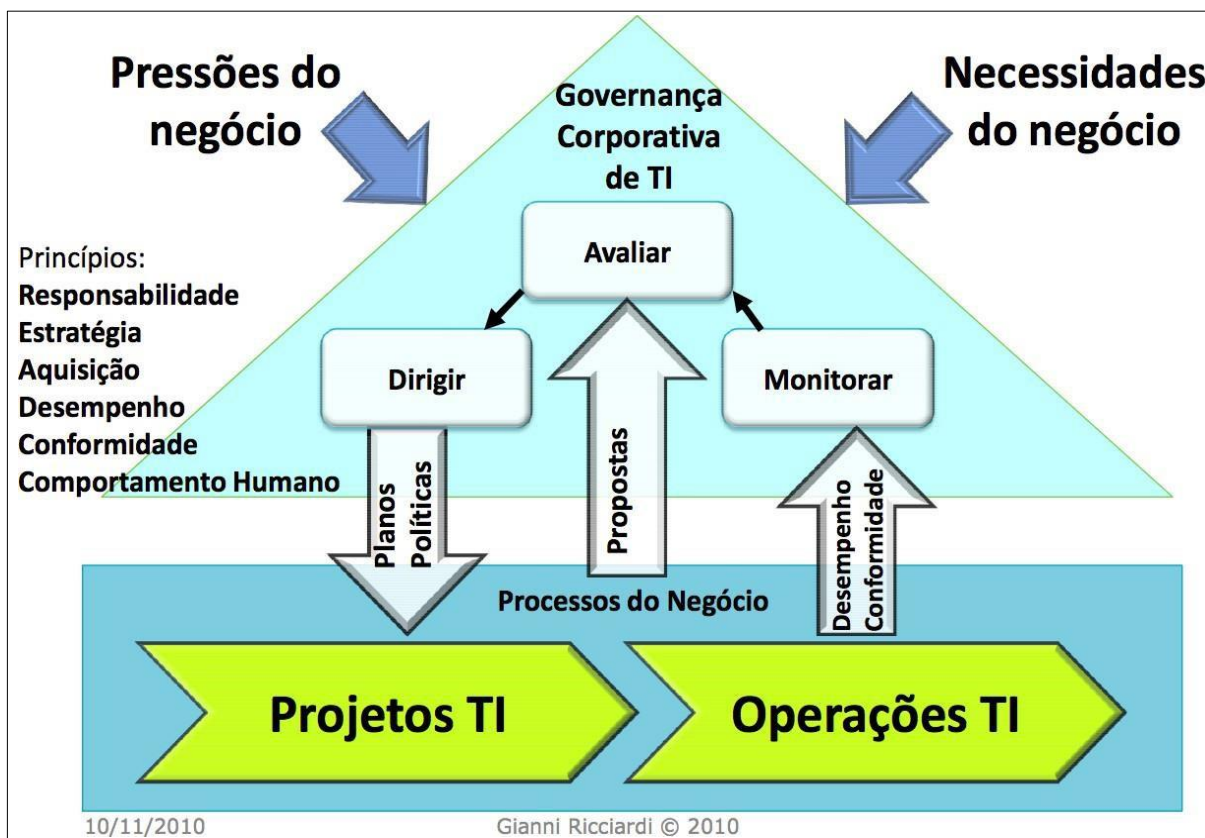 Pressões do
negócio
Necessidades
do negócio
Governança
Corporativa
de TI
Avaliar
Princípios:
Responsabilidade
Estratégia
Aquisição
Desempenho
Conformidade
Comportamento Humano
Dirigir
Monitorar
Planos
Políticas
Propostas
Desempenho
Conformidade
Processos do Negócio
Projetos TI
Operações TI
10/11/2010
Gianni Ricciardi © 2010